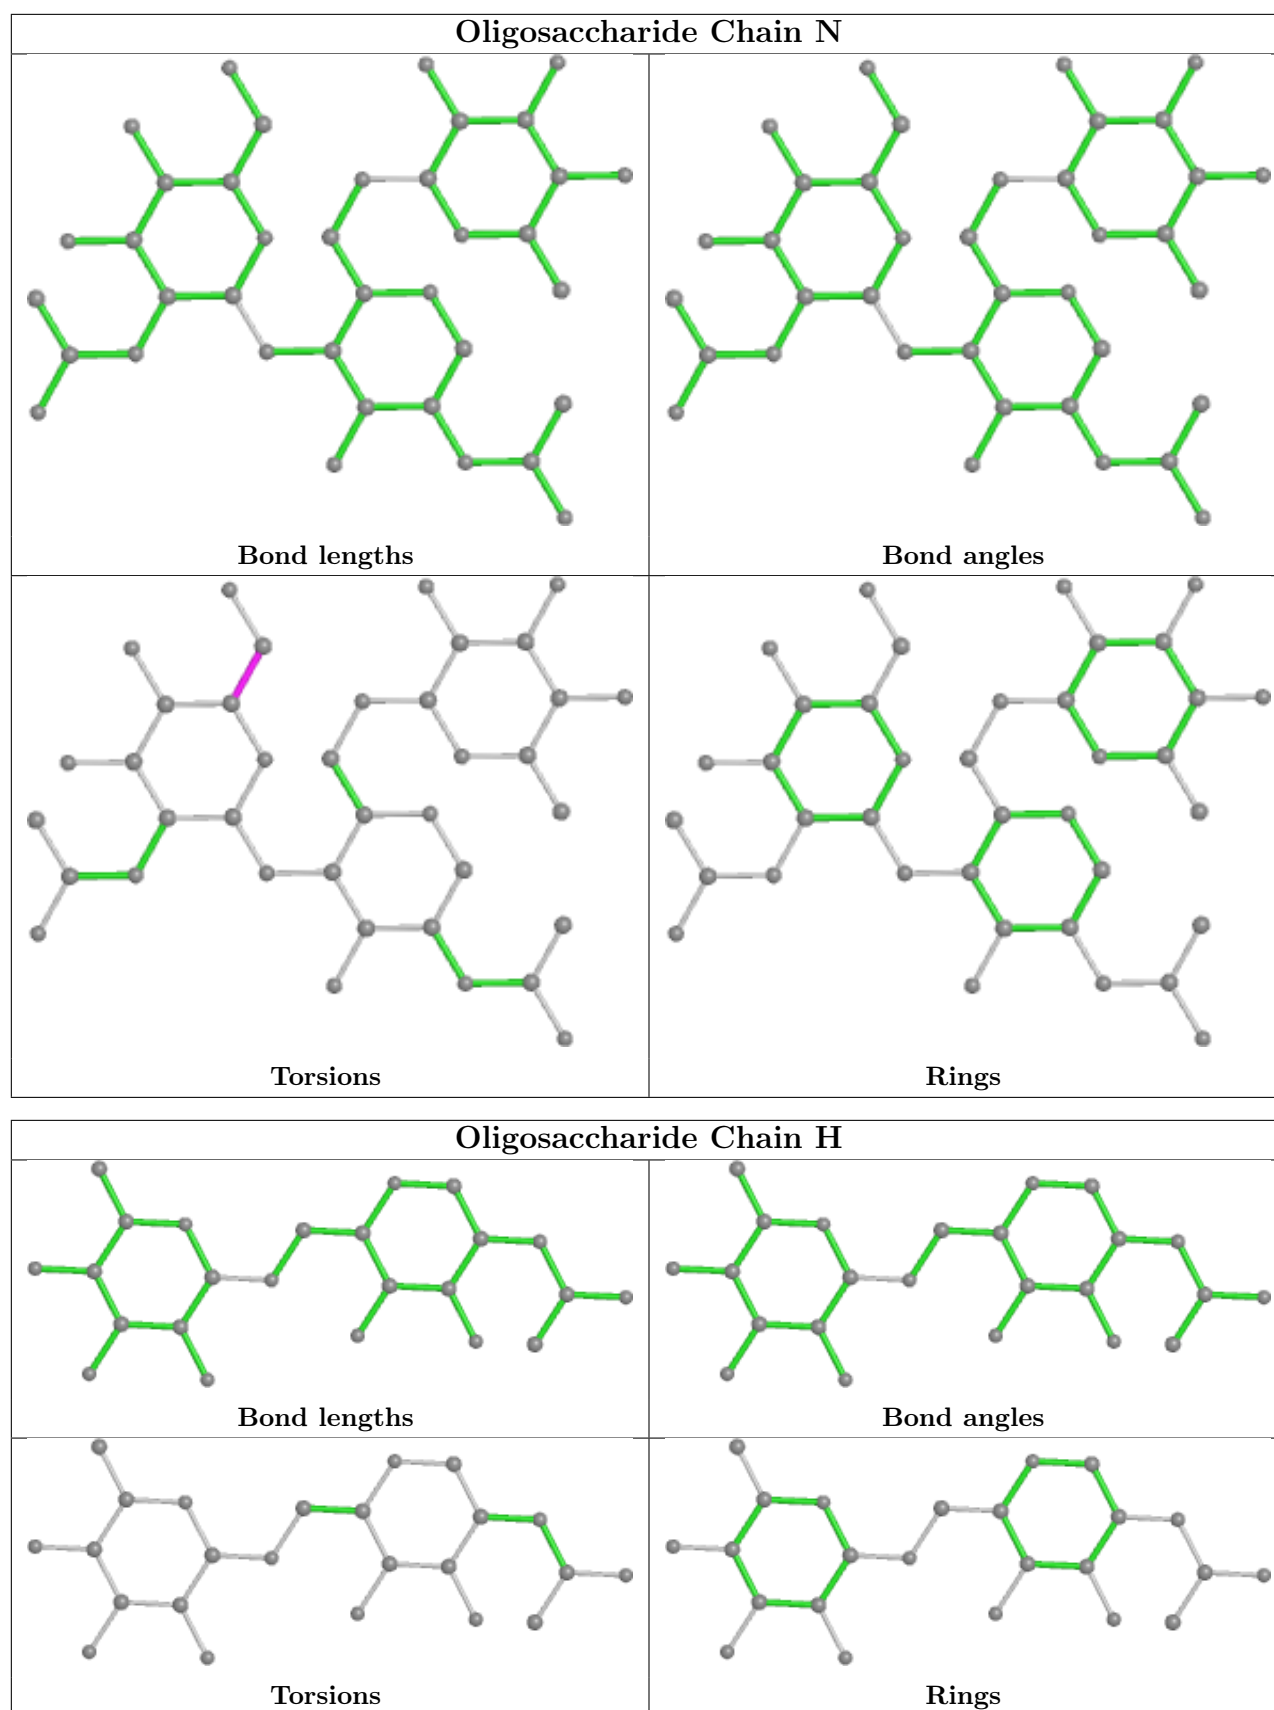 Oligosaccharide Chain N
Bond lengths
Bond angles
Torsions
Rings
Oligosaccharide Chain H
Bond lengths
Bond angles
Torsions
Rings